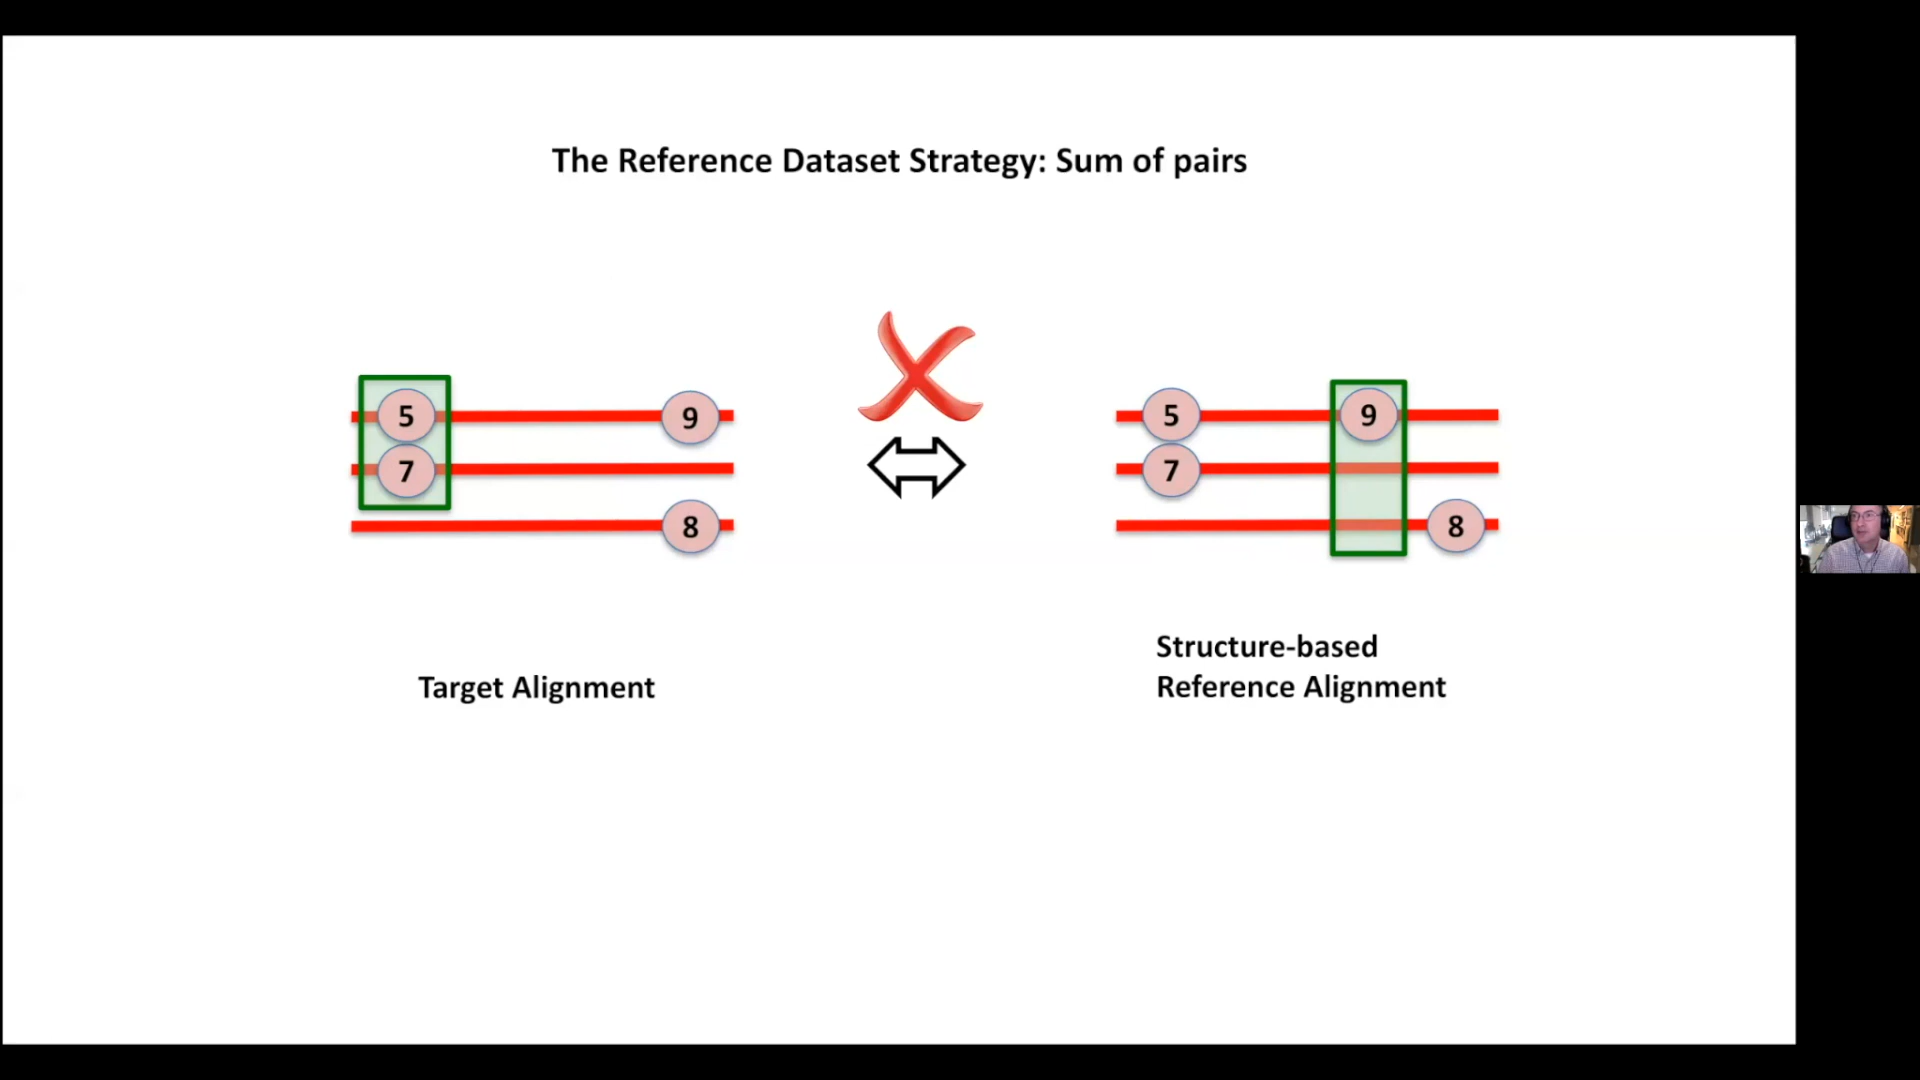 The Reference Dataset Strategy: Sum of pairs
5 9
7
8
5 9
7
8
Target Alignment
Structure-based
Reference Alignment